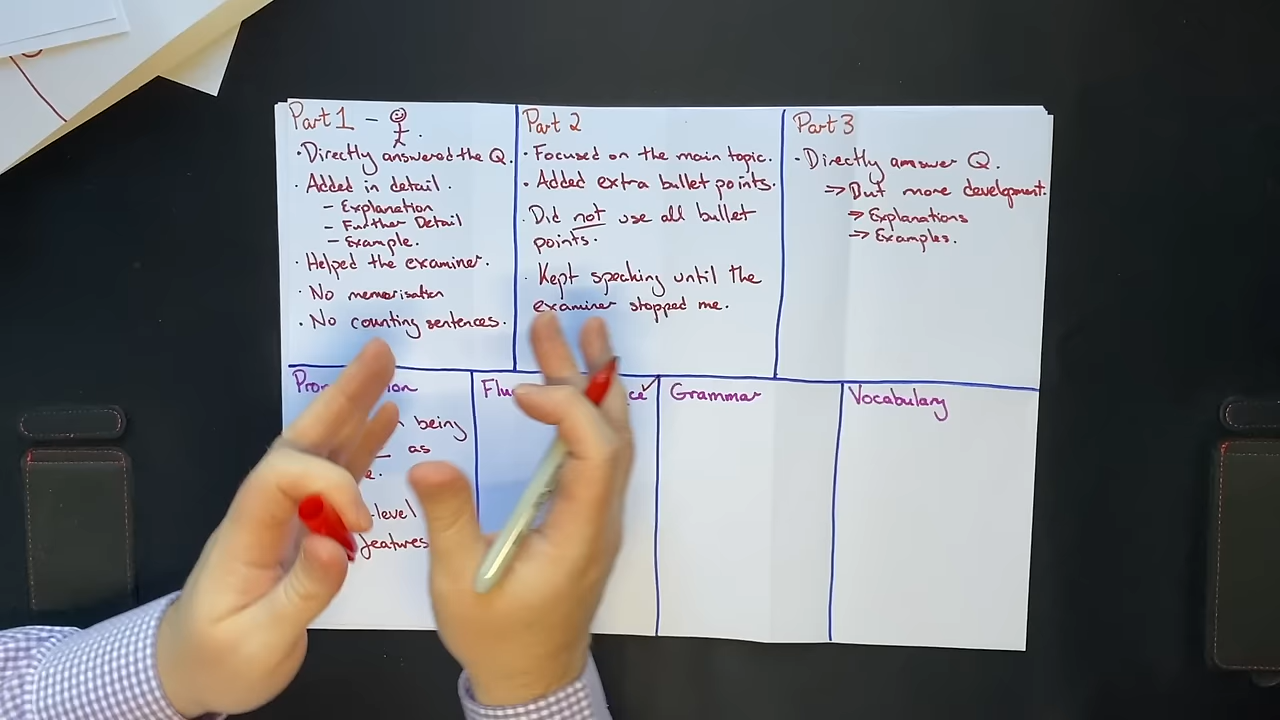 Part 1 –
• Directly answered the Q.
• Added in detail.
– Explanation
– Further Detail
– Example.
• Helped the examiner.
• No memorisation
• No counting sentences.
Part 2
• Focused on the main topic.
• Added extra bullet points.
• Did not use all bullet
points.
• Kept speaking until the
examiner stopped me.
Part 3
• Directly answer Q.
⇒ But more development.
→ Explanations
→ Examples.
being
as
-level
features
Grammar
Vocabulary